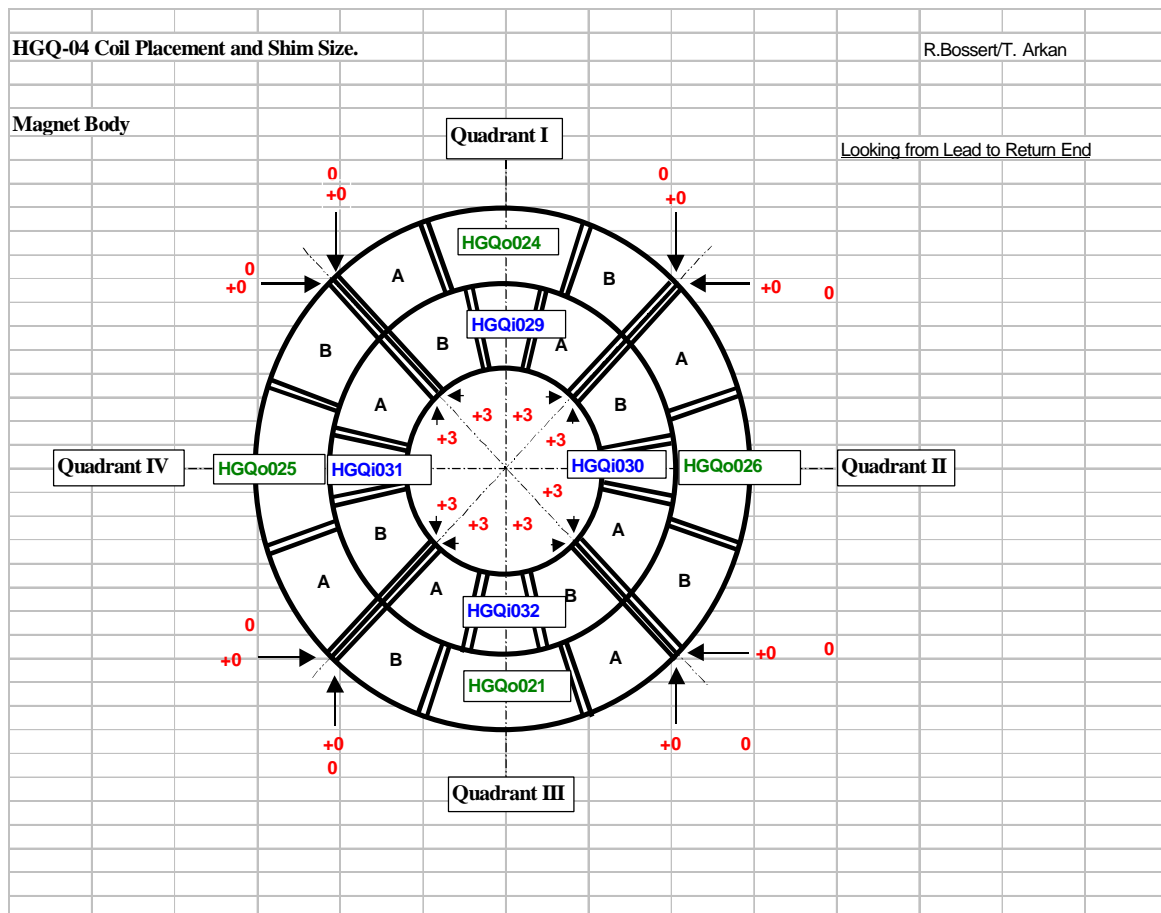 HGQ-04 Coil Placement and Shim Size.
R.Bossert/T. Arkan
Magnet Body
Quadrant I
Looking from Lead to Return End
0
0
+0
+0
HGQo024
0
A
B
+0
+0
0
HGQi029
B
A
B
A
A
B
+3
+3
+3
+3
Quadrant IV
HGQo025
HGQi031
HGQi030
HGQo026
Quadrant II
+3
+3
+3
+3
B
A
A
A
B
B
HGQi032
0
+0
B
A
+0
0
HGQo021
+0
+0
0
0
Quadrant III